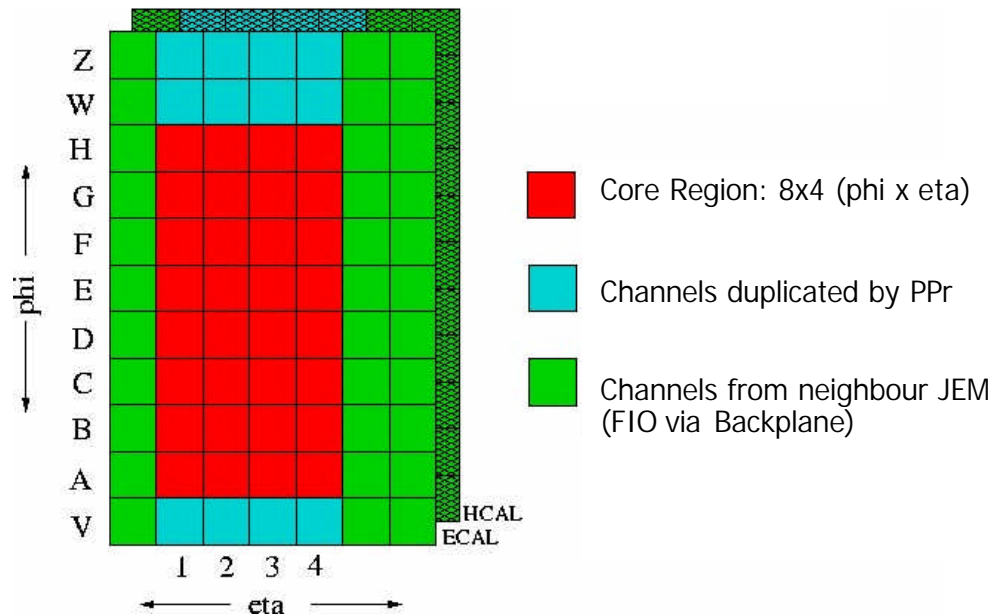 Z
W
H
G
F
E
D
C
B
A
V
phi
1 2 3 4
eta
HCAL
ECAL
Core Region: 8x4 (phi x eta)
Channels duplicated by PPr
Channels from neighbour JEM
(FIO via Backplane)